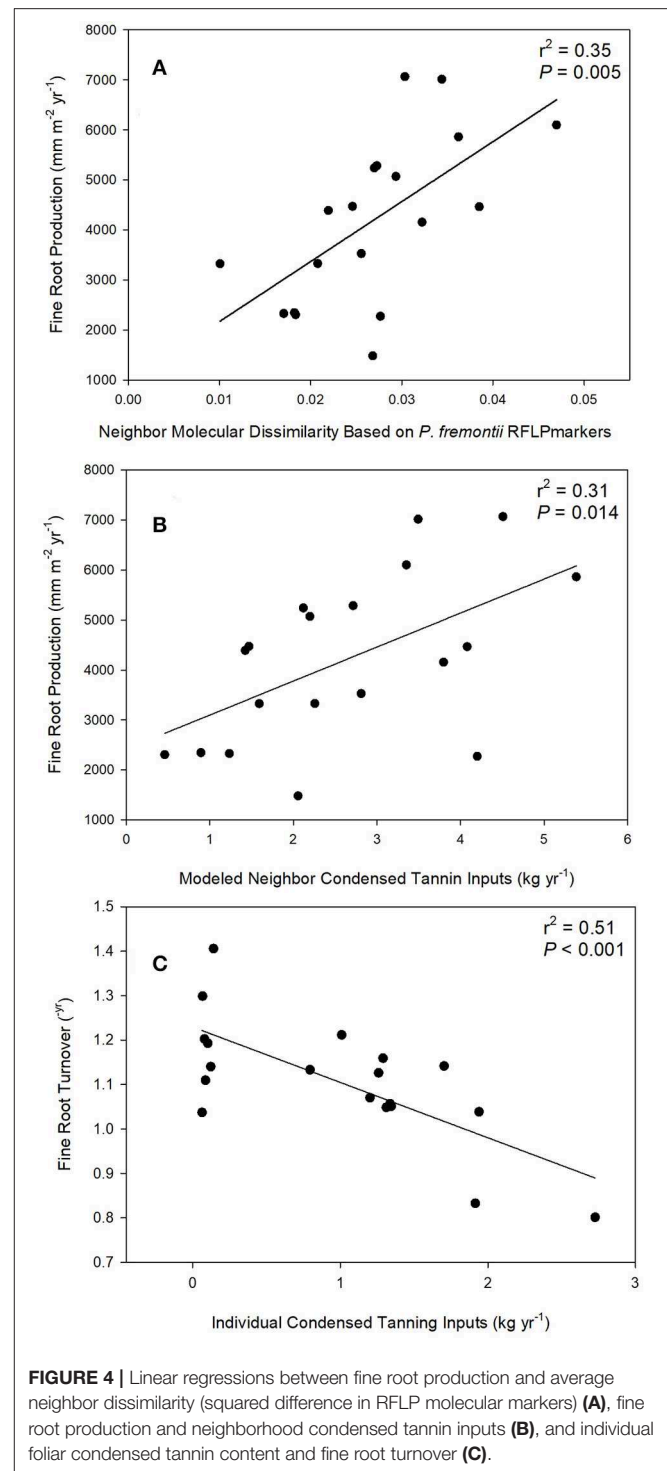 8000
7000
6000
5000
4000
3000
2000
1000
A
r² = 0.35
P = 0.005
Fine Root Production (mm m⁻² yr⁻¹)
0.00 0.01 0.02 0.03 0.04 0.05
Neighbor Molecular Dissimilarity Based on P. fremontii RFLPmarkers
8000
7000
6000
5000
4000
3000
2000
1000
B
r² = 0.31
P = 0.014
Fine Root Production (mm m⁻² yr⁻¹)
0 1 2 3 4 5 6
Modeled Neighbor Condensed Tannin Inputs (kg yr⁻¹)
1.5
1.4
1.3
1.2
1.1
1.0
0.9
0.8
0.7
C
r² = 0.51
P < 0.001
Fine Root Turnover (⁻ʸʳ)
0 1 2 3
Individual Condensed Tanning Inputs (kg yr⁻¹)
FIGURE 4 | Linear regressions between fine root production and average
neighbor dissimilarity (squared difference in RFLP molecular markers) (A), fine
root production and neighborhood condensed tannin inputs (B), and individual
foliar condensed tannin content and fine root turnover (C).